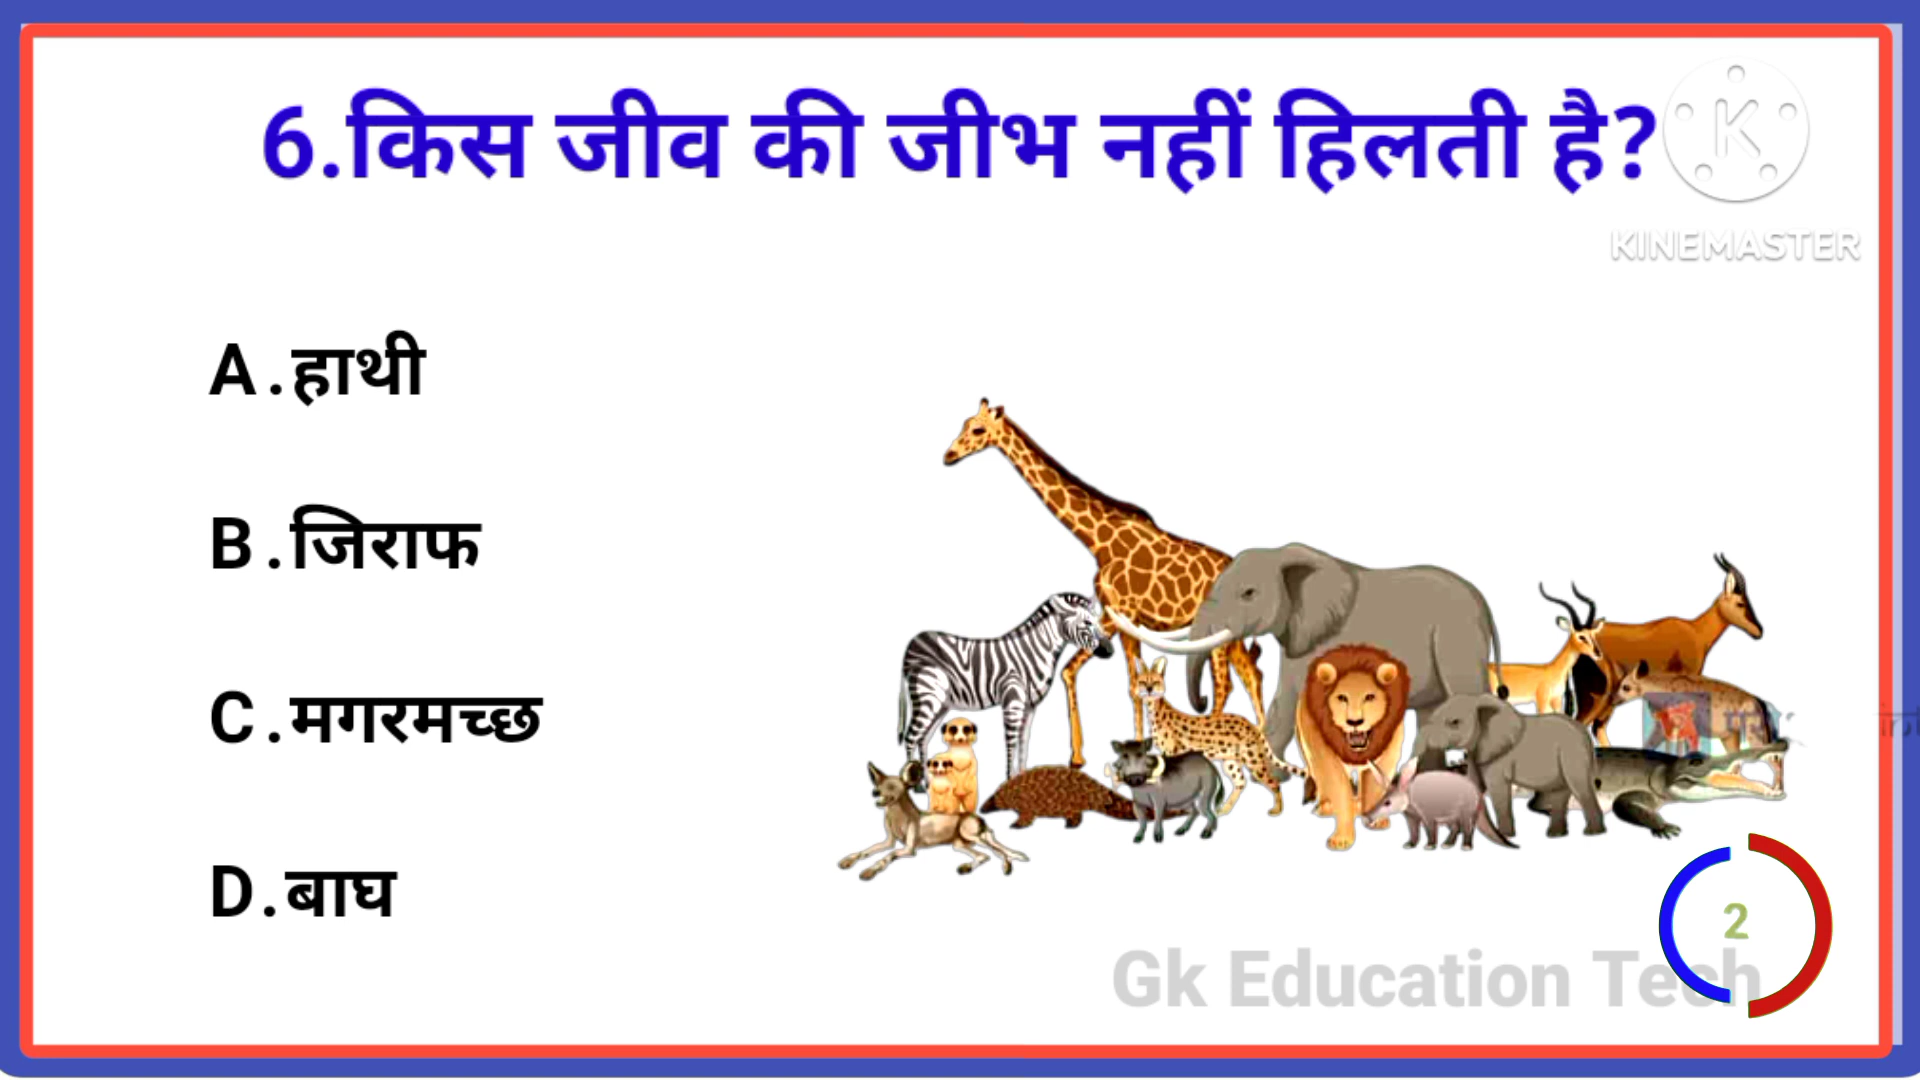 6.किस जीव की जीभ नहीं हिलती है?
KINEMASTER
A.हाथी
B.जिराफ
C.मगरमच्छ
D.बाघ
2
Gk Education Tech